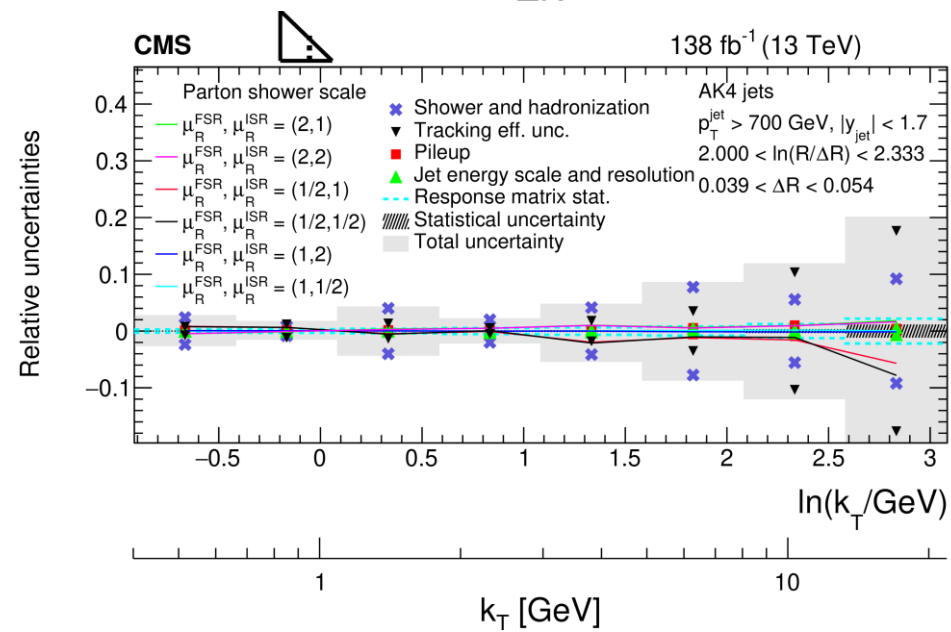 CMS
138 fb⁻¹ (13 TeV)
Parton shower scale
μ_R^FSR, μ_R^ISR = (2,1)
μ_R^FSR, μ_R^ISR = (2,2)
μ_R^FSR, μ_R^ISR = (1/2,1)
μ_R^FSR, μ_R^ISR = (1/2,1/2)
μ_R^FSR, μ_R^ISR = (1,2)
μ_R^FSR, μ_R^ISR = (1,1/2)
Shower and hadronization
Tracking eff. unc.
Pileup
Jet energy scale and resolution
Response matrix stat.
Statistical uncertainty
Total uncertainty
AK4 jets
p_T^jet > 700 GeV, |y_jet| < 1.7
2.000 < ln(R/ΔR) < 2.333
0.039 < ΔR < 0.054
Relative uncertainties
0.4
0.3
0.2
0.1
0
−0.1
−0.5 0 0.5 1 1.5 2 2.5 3
ln(k_T/GeV)
1 10
k_T [GeV]